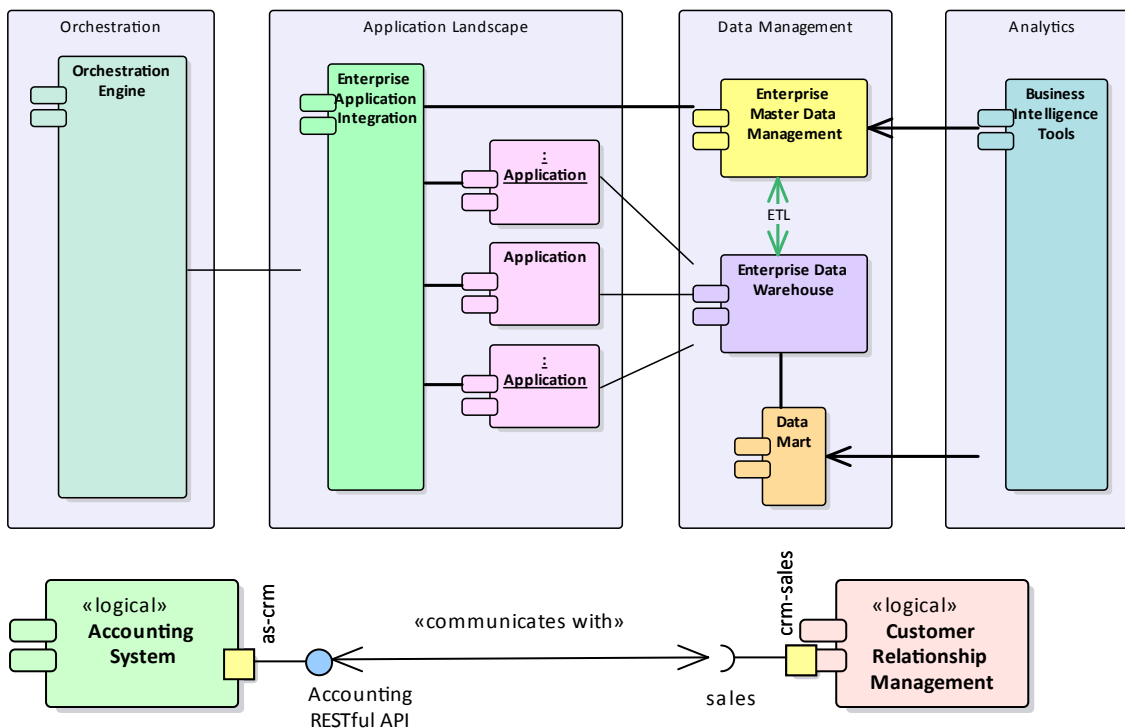 Orchestration
Application Landscape
Data Management
Analytics
Orchestration
Engine
Enterprise
Application
Integration
Enterprise
Master Data
Management
Business
Intelligence
Tools
:
Application
ETL
Application
Enterprise Data
Warehouse
:
Application
Data
Mart
«logical»
Accounting
System
as-crm
«communicates with»
crm-sales
«logical»
Customer
Relationship
Management
Accounting
RESTful API
sales